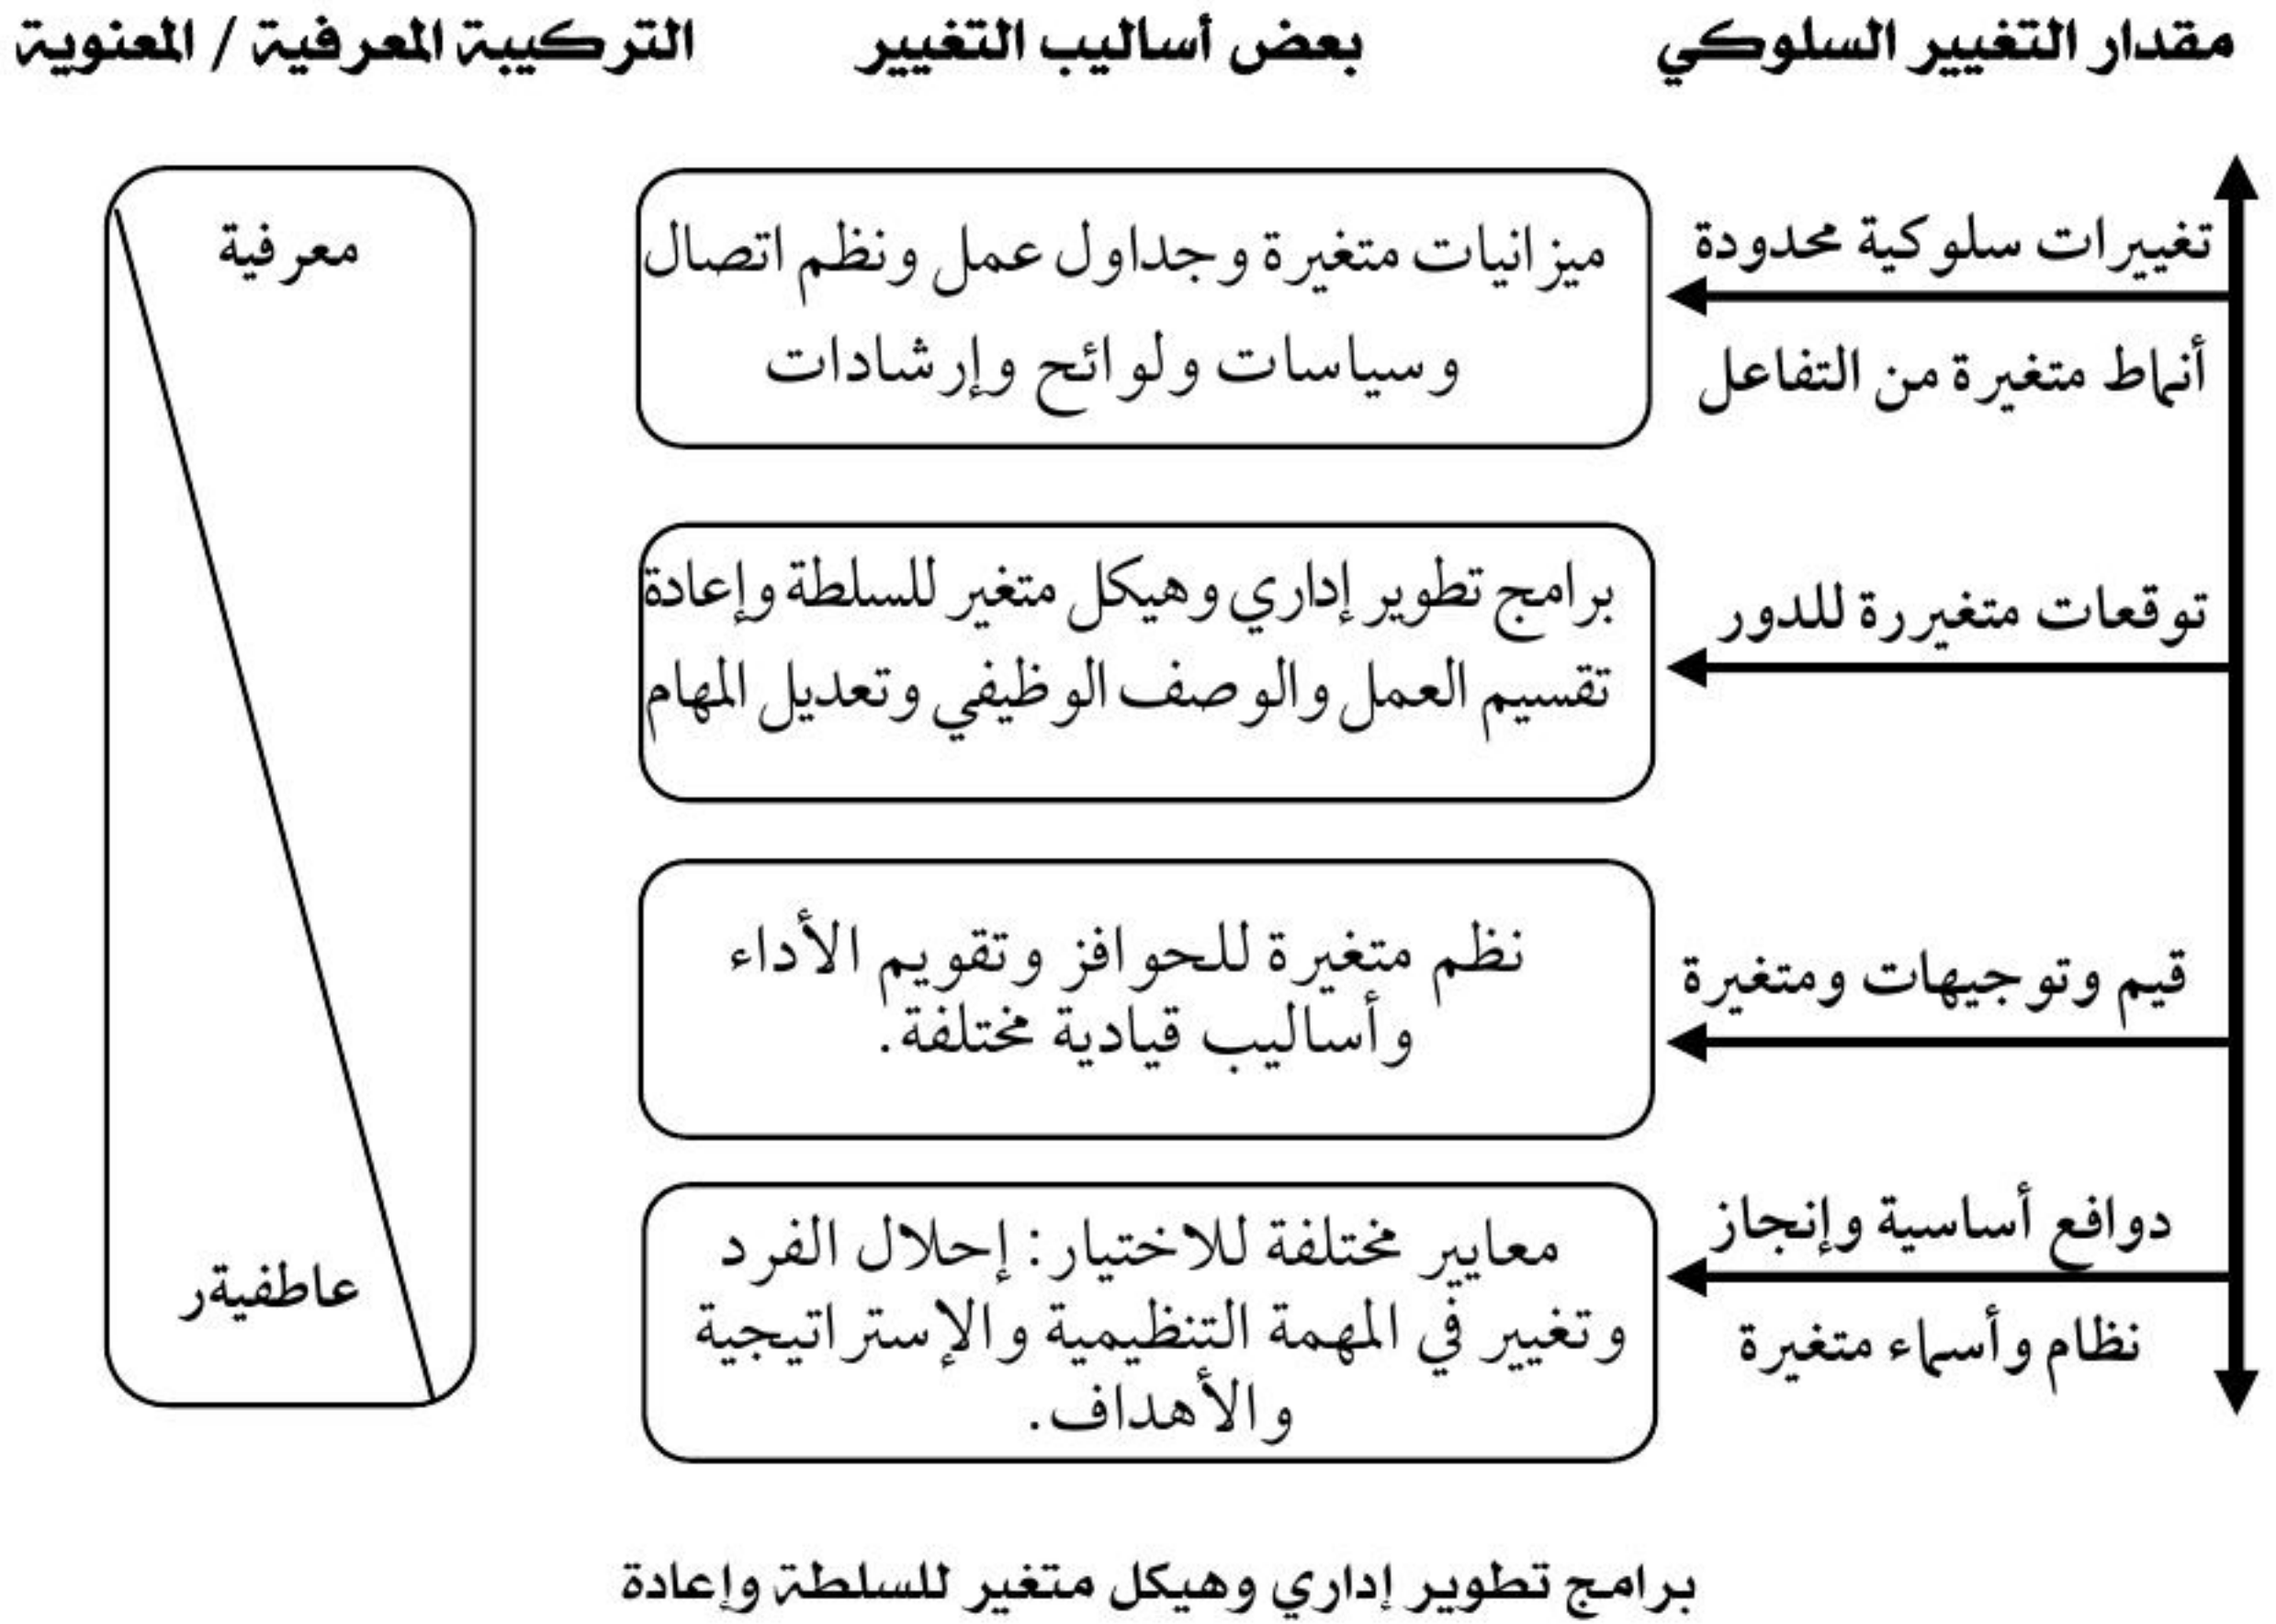 مقدار التغيير السلوكي
بعض أساليب التغيير
التركيبة المعرفية / المعنوية
تغييرات سلوكية محدودة
أنماط متغيرة من التفاعل
ميزانيات متغيرة وجداول عمل ونظم اتصال
وسياسات ولوائح وإرشادات
معرفية
توقعات متغيررة للدور
برامج تطوير إداري وهيكل متغير للسلطة وإعادة
تقسيم العمل والوصف الوظيفي وتعديل المهام
قيم وتوجيهات ومتغيرة
نظم متغيرة للحوافز وتقويم الأداء
وأساليب قيادية مختلفة.
دوافع أساسية وإنجاز
نظام وأسماء متغيرة
معايير مختلفة للاختيار: إحلال الفرد
وتغيير في المهمة التنظيمية والإستراتيجية
والأهداف.
عاطفيةر
برامج تطوير إداري وهيكل متغير للسلطة وإعادة